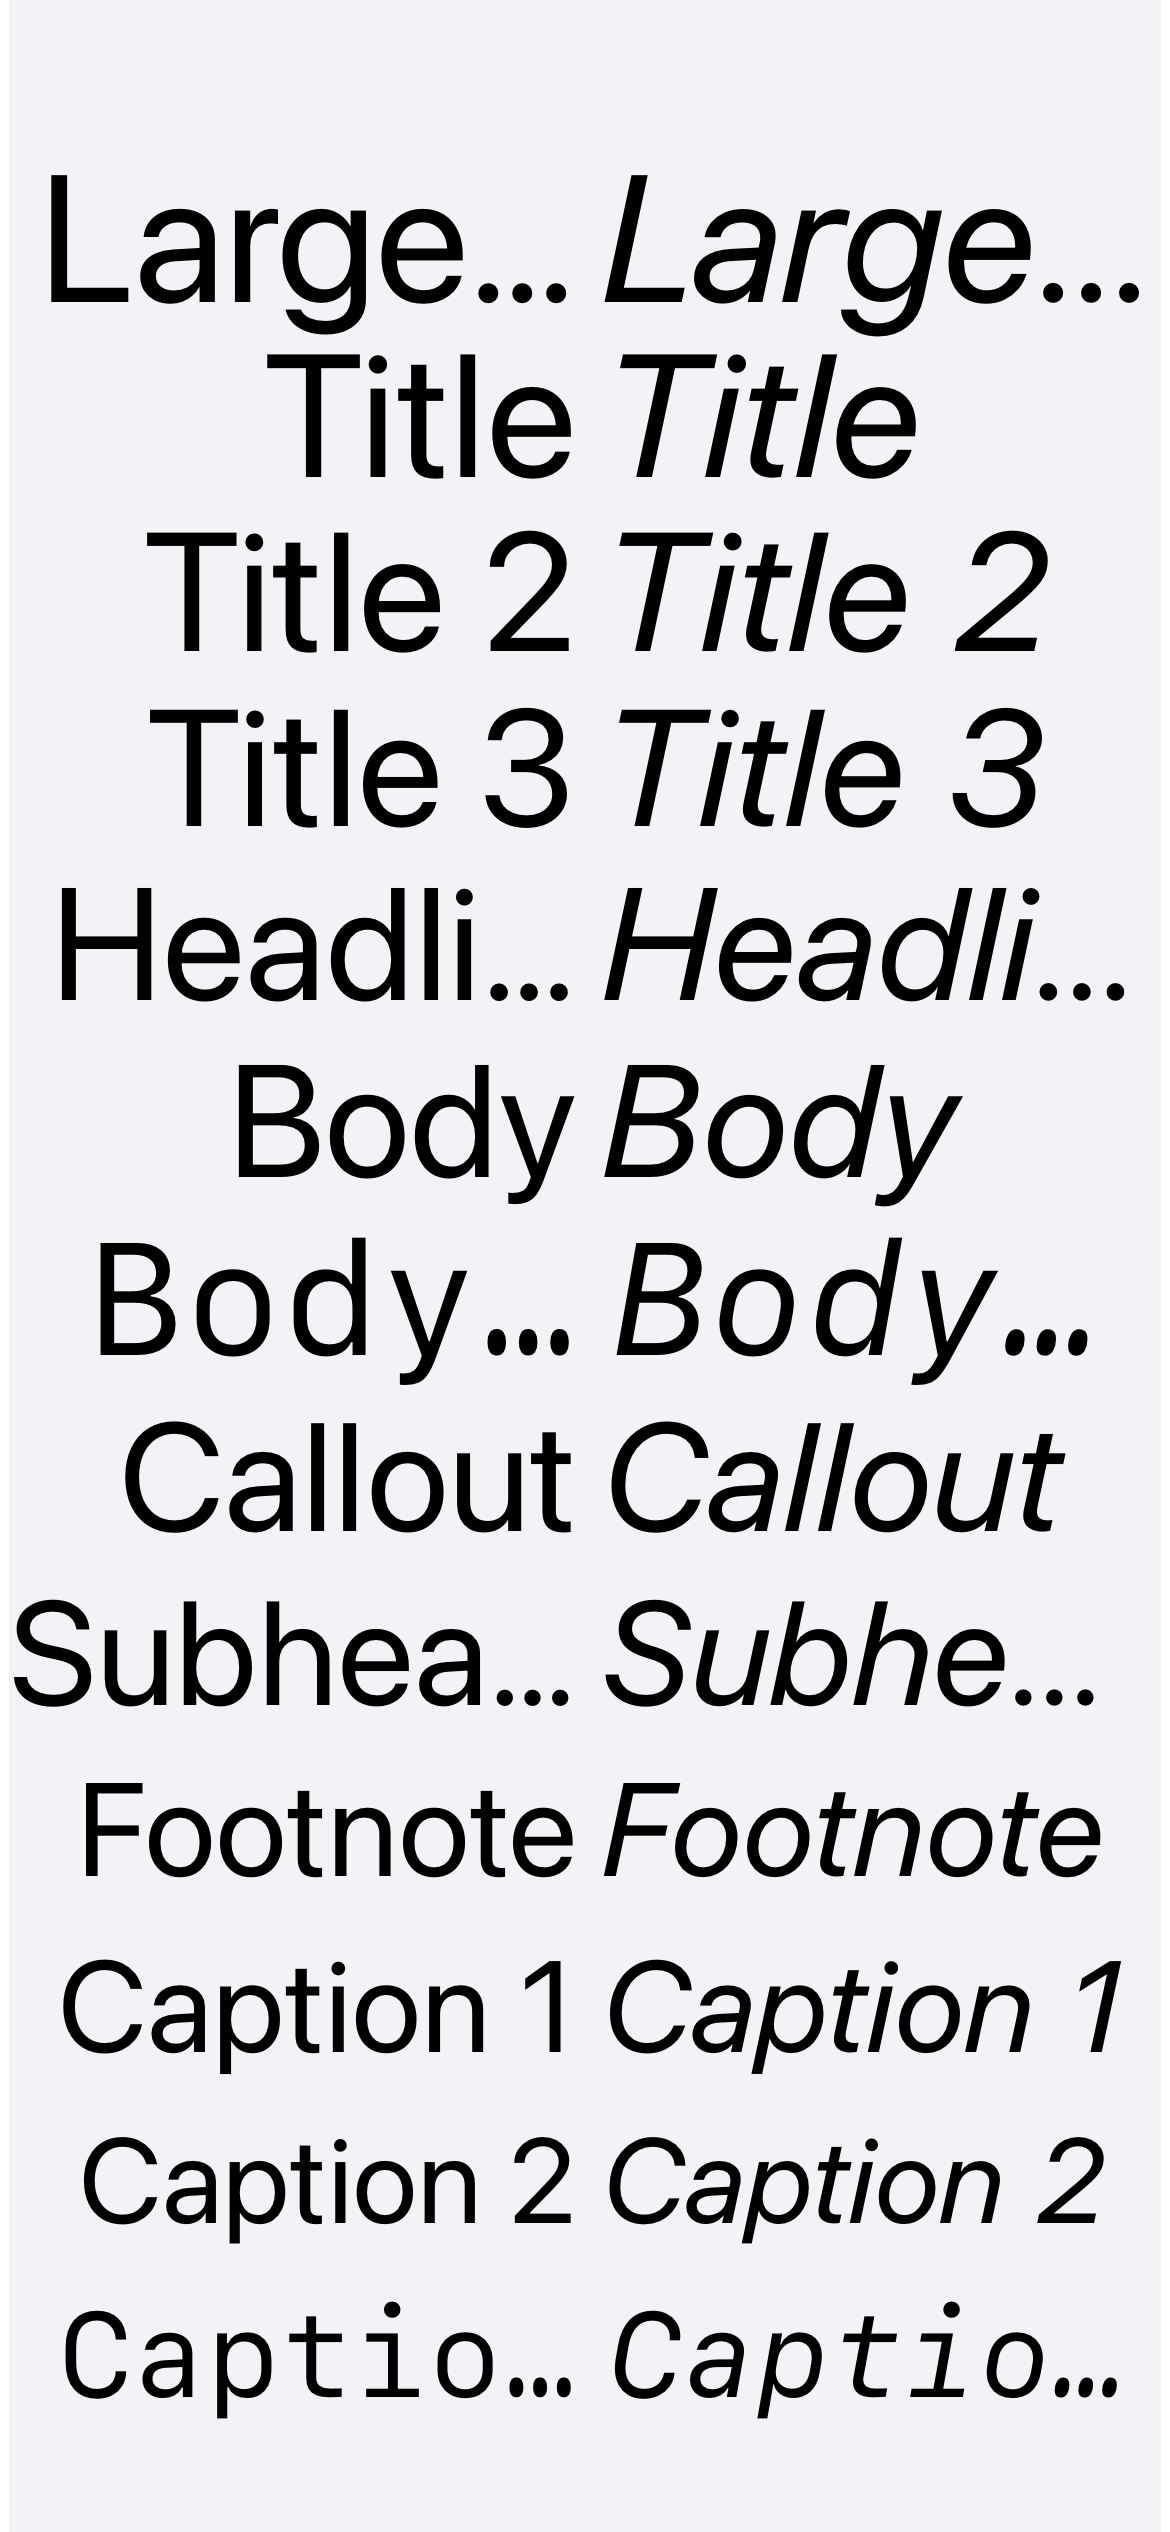 Large… Large…
Title Title
Title 2 Title 2
Title 3 Title 3
Headli… Headli…
Body Body
Body… Body…
Callout Callout
Subhea… Subhe…
Footnote Footnote
Caption 1 Caption 1
Caption 2 Caption 2
Captio… Captio…